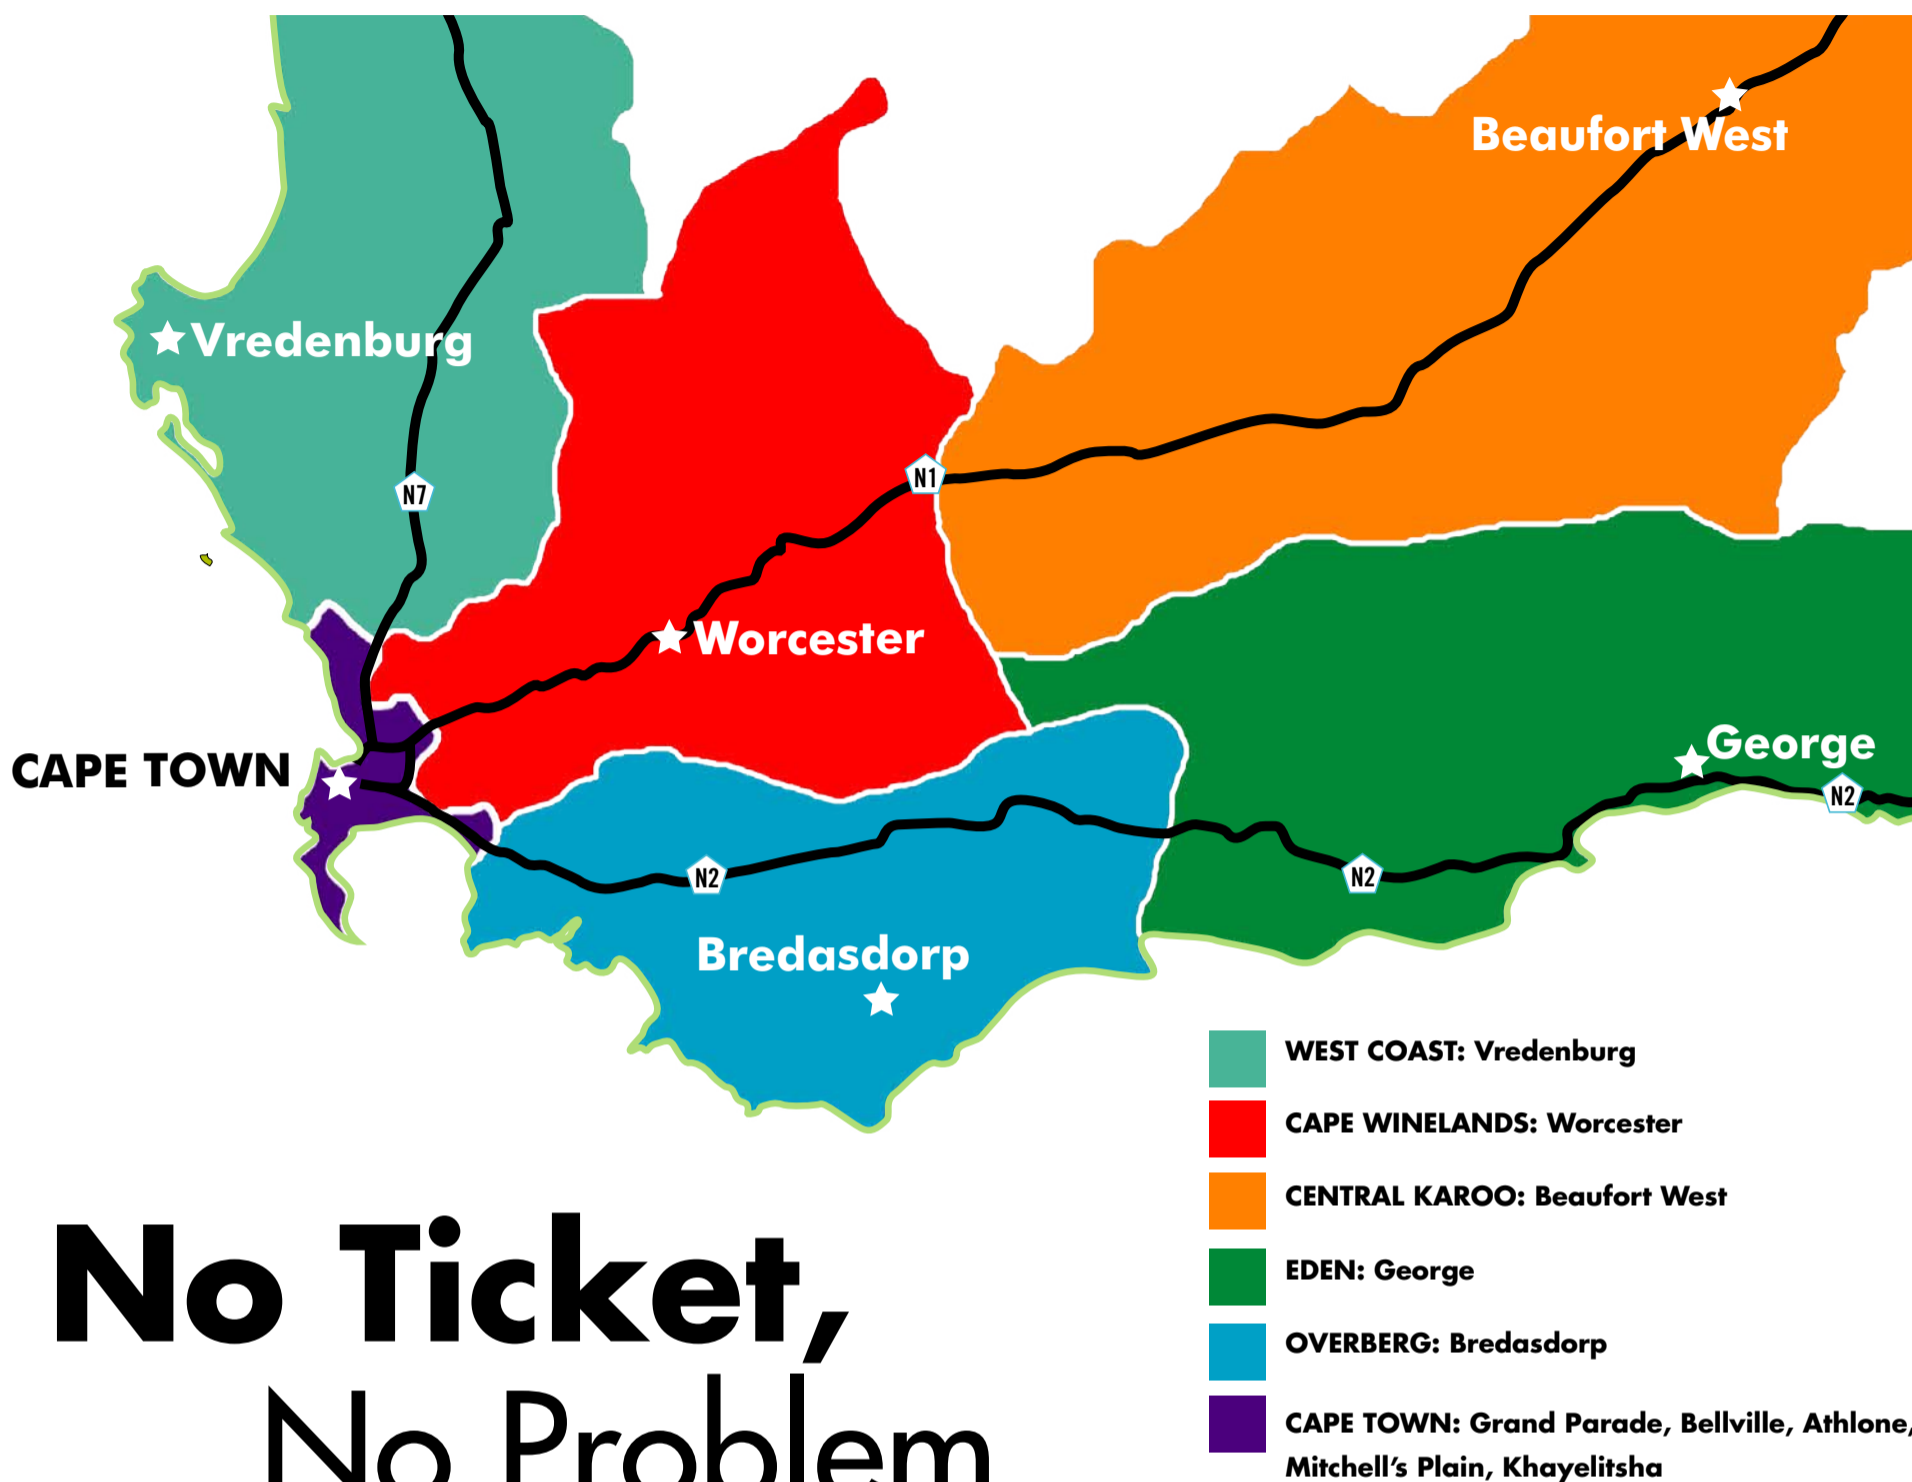 Beaufort West
Vredenburg
N1
N7
Worcester
George
CAPE TOWN
N2
N2
N2
Bredasdorp
WEST COAST: Vredenburg
CAPE WINELANDS: Worcester
CENTRAL KAROO: Beaufort West
EDEN: George
OVERBERG: Bredasdorp
CAPE TOWN: Grand Parade, Bellville, Athlone,
Mitchell’s Plain, Khayelitsha
No Ticket,
No Problem